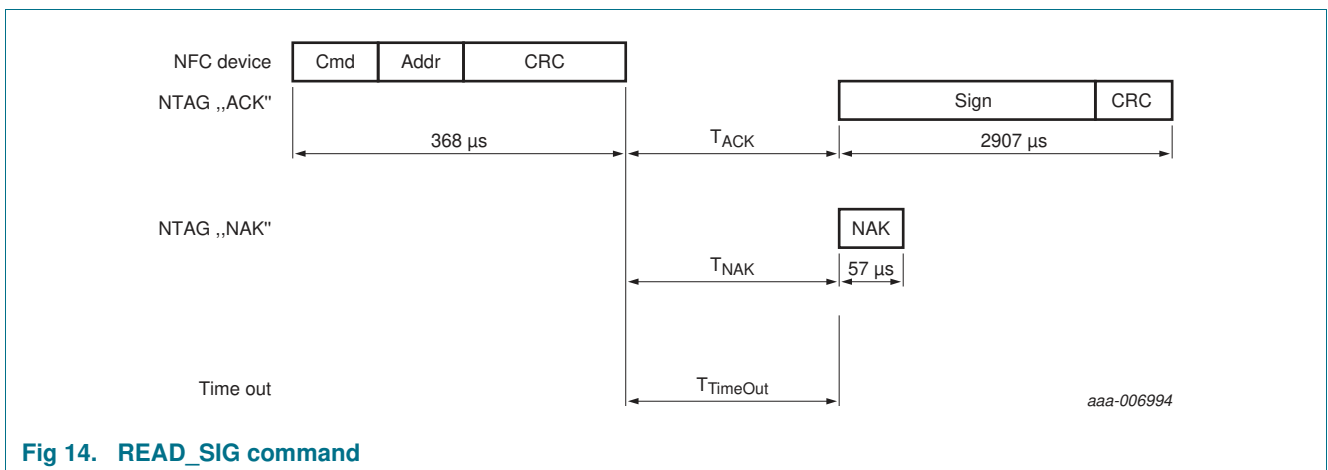 NFC device Cmd Addr CRC
NTAG ,,ACK" Sign CRC
368 µs TACK 2907 µs
NTAG ,,NAK" NAK
TNAK 57 µs
Time out TTimeOut aaa-006994
Fig 14. READ_SIG command